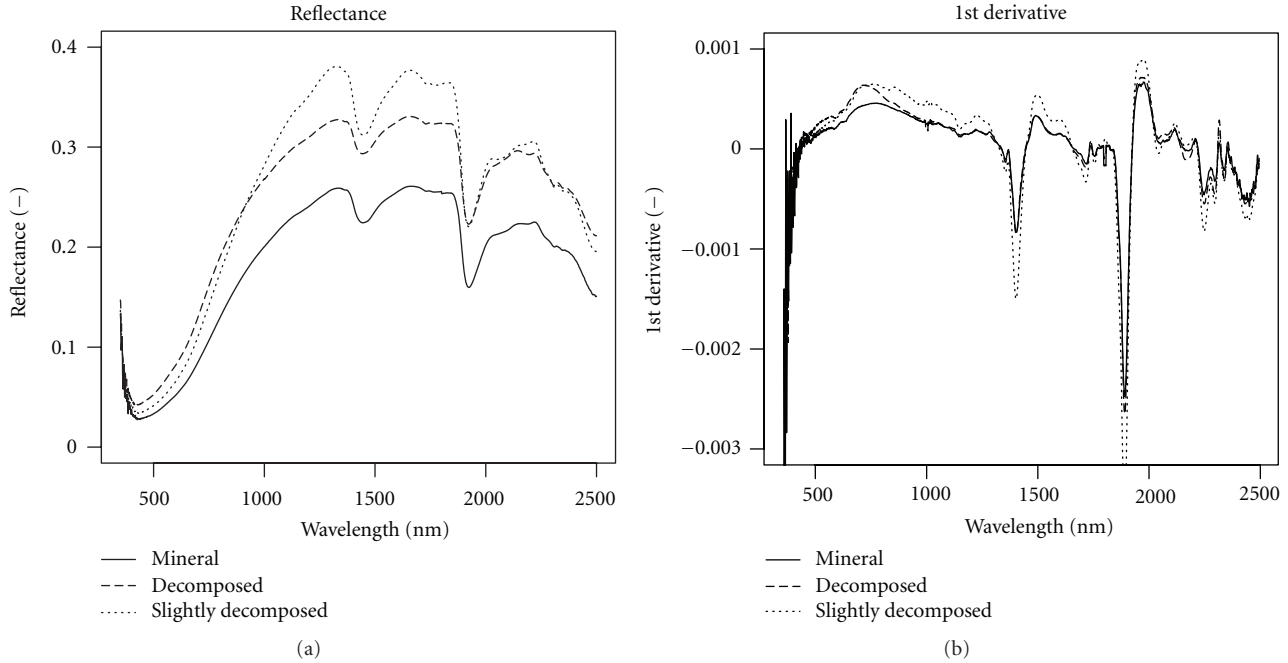 Reflectance
0.4
0.3
0.2
0.1
0
Reflectance (−)
500
1000
1500
2000
2500
Wavelength (nm)
Mineral
Decomposed
Slightly decomposed
(a)
1st derivative
0.001
0
−0.001
−0.002
−0.003
1st derivative (−)
500
1000
1500
2000
2500
Wavelength (nm)
Mineral
Decomposed
Slightly decomposed
(b)